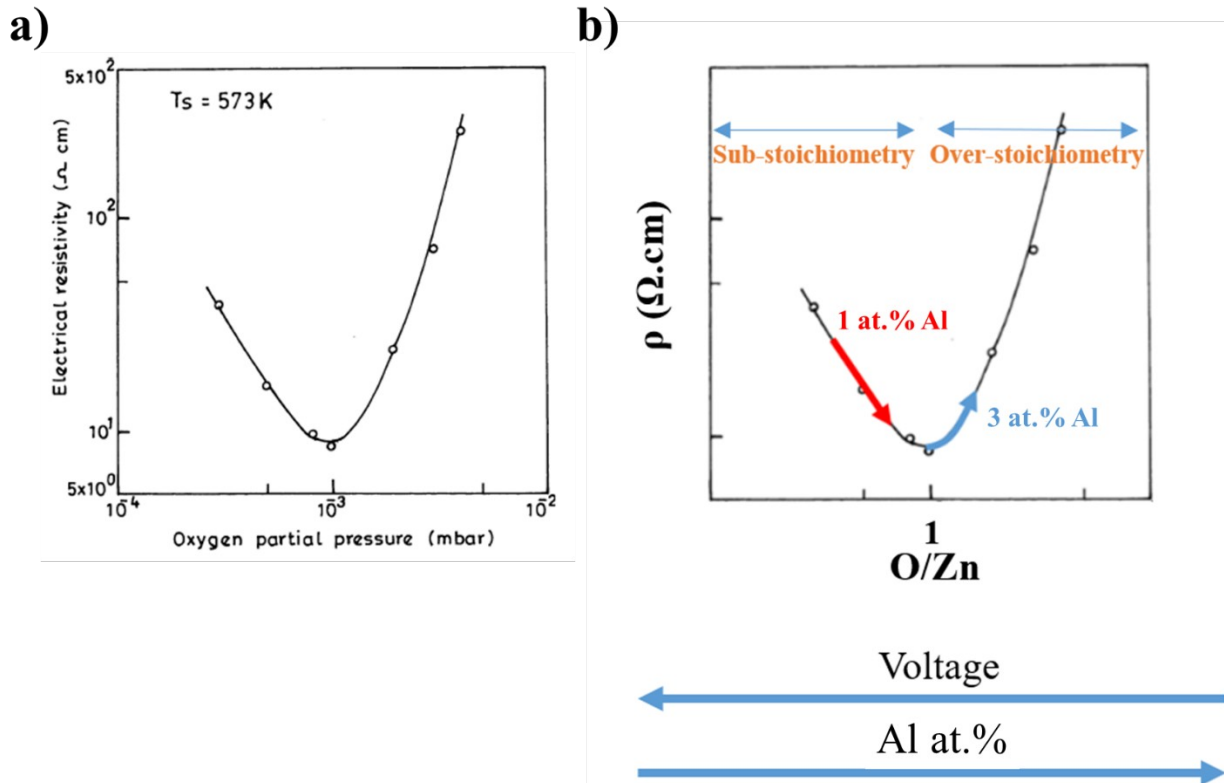 a)
5x10²
Ts = 573K
10²
10¹
5x10⁰
10⁻⁴
10⁻³
10⁻²
Electrical resistivity (Ω cm)
Oxygen partial pressure (mbar)
b)
Sub-stoichiometry Over-stoichiometry
1 at.% Al
3 at.% Al
ρ (Ω.cm)
1
O/Zn
Voltage
Al at.%